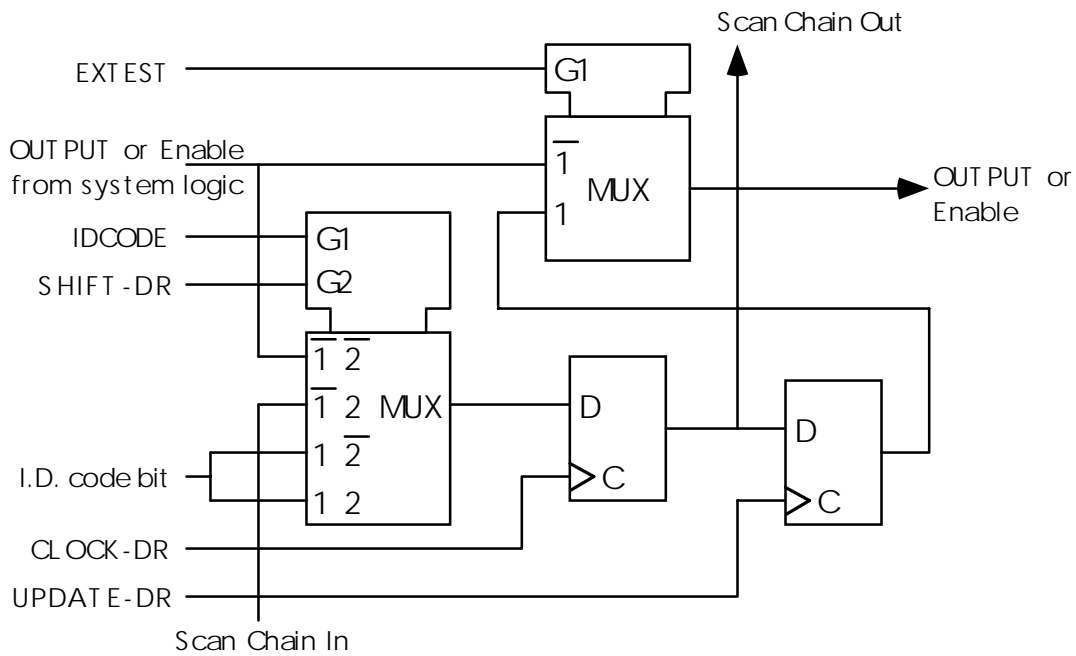 Scan Chain Out
EXTEST
G1
OUTPUT or Enable
from system logic
1
MUX
1
OUTPUT or
Enable
IDCODE
G1
SHIFT-DR
G2
1 2
1 2 MUX
1 2
1 2
D
C
D
C
I.D. code bit
CLOCK-DR
UPDATE-DR
Scan Chain In